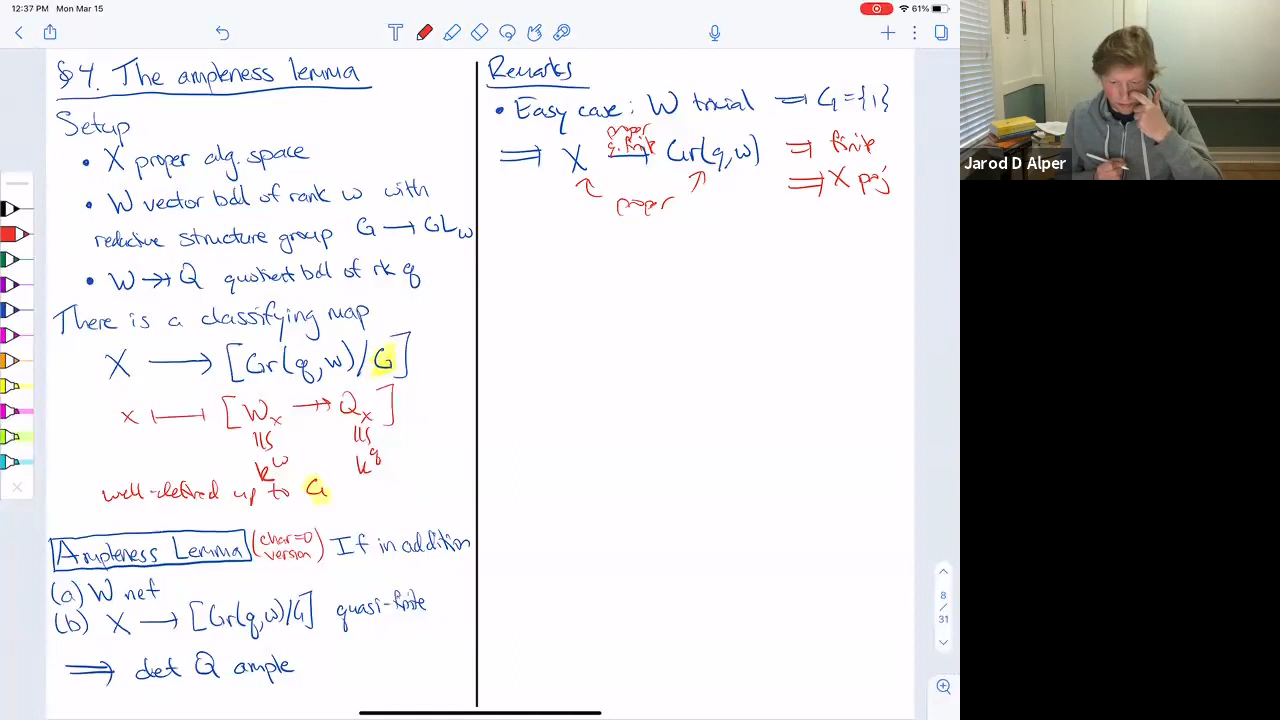 12:37 PM Mon Mar 15
61%
§4. The ampleness lemma
Setup
• X proper alg. space
• W vector bdl of rank w with
reductive structure group G → GL_w
• W ↠ Q quotient bdl of rk q
There is a classifying map
X → [Gr(q,w)/G]
x ↦ [W_x ↠ Q_x]
k^w k^q
well-defined up to G
Ampleness Lemma (char=0 version) If in addition
(a) W nef
(b) X → [Gr(q,w)/G] quasi-finite
⟹ det Q ample
Remarks
• Easy case: W trivial ⟹ G={1}
proper
q. finite
⟹ X → Gr(q,w) ⟹ finite
⟹ X proj
proper
Jarod D Alper
8
/
31